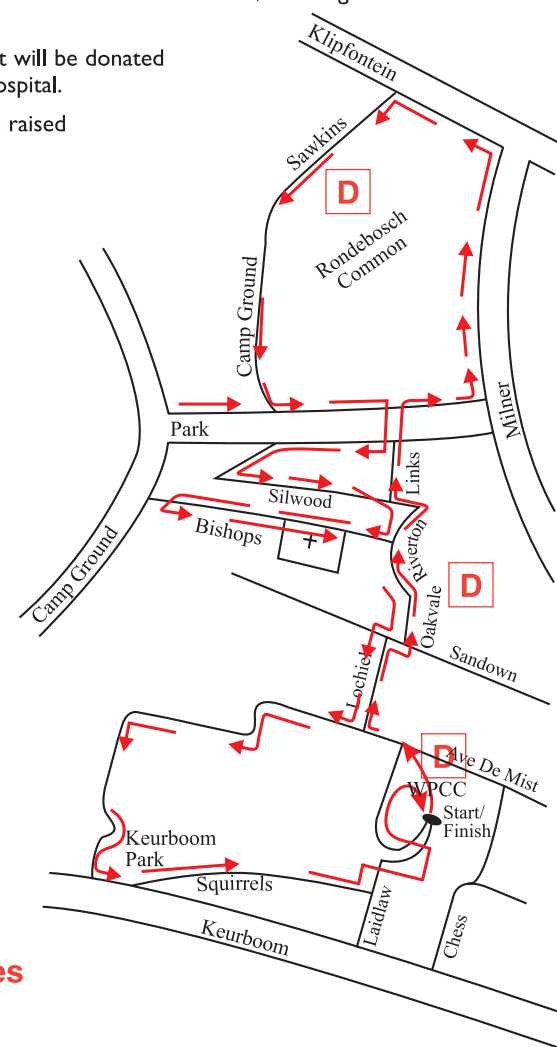 t will be donated
ospital.
raised
Klipfontein
Sawkins
D
Rondebosch
Common
Camp Ground
Milner
Park
Links
Silwood
Bishops
Riverton
Camp Ground
D
Oakvale
Sandown
Lochiel
D
Ave De Mist
WPCC
Start/
Finish
Keurboom
Park
Squirrels
Laidlaw
Chess
Keurboom
es